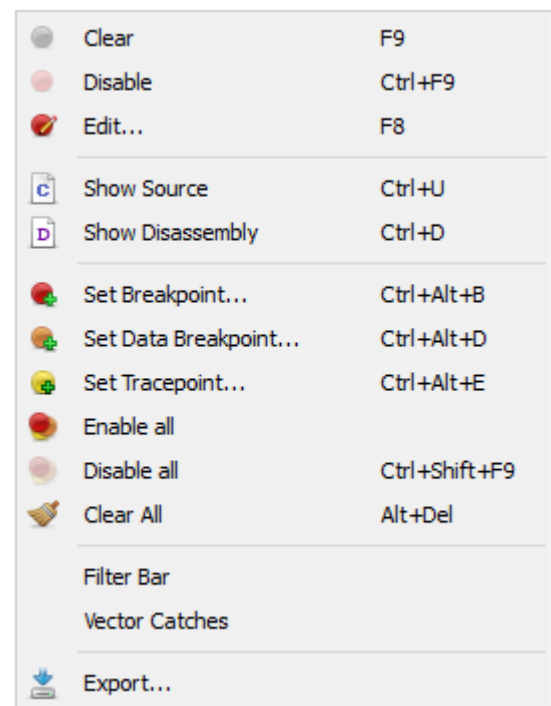 Clear F9
Disable Ctrl+F9
Edit... F8
C Show Source Ctrl+U
D Show Disassembly Ctrl+D
Set Breakpoint... Ctrl+Alt+B
Set Data Breakpoint... Ctrl+Alt+D
Set Tracepoint... Ctrl+Alt+E
Enable all
Disable all Ctrl+Shift+F9
Clear All Alt+Del
Filter Bar
Vector Catches
Export...